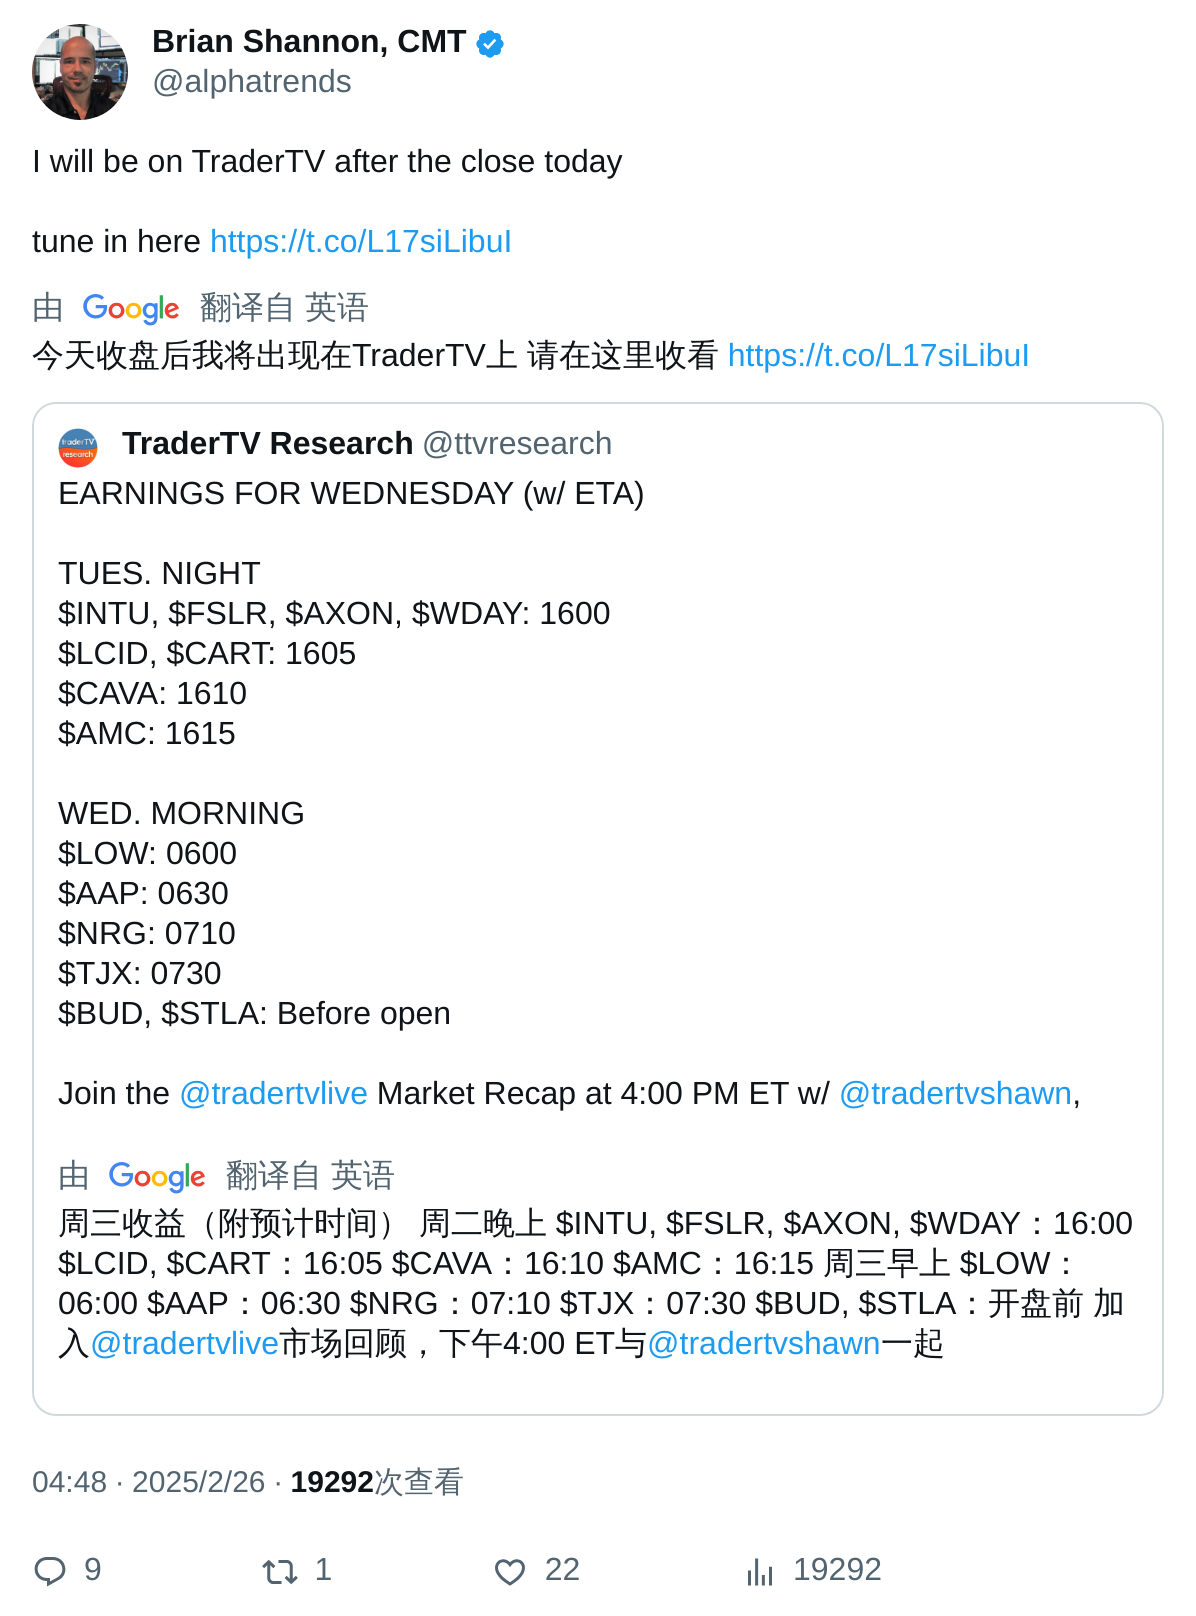 Brian Shannon, CMT
@alphatrends
I will be on TraderTV after the close today
tune in here https://t.co/L17siLibuI
由 Google 翻译自 英语
今天收盘后我将出现在TraderTV上 请在这里收看 https://t.co/L17siLibuI
traderTV
research
TraderTV Research @ttvresearch
EARNINGS FOR WEDNESDAY (w/ ETA)
TUES. NIGHT
$INTU, $FSLR, $AXON, $WDAY: 1600
$LCID, $CART: 1605
$CAVA: 1610
$AMC: 1615
WED. MORNING
$LOW: 0600
$AAP: 0630
$NRG: 0710
$TJX: 0730
$BUD, $STLA: Before open
Join the @tradertvlive Market Recap at 4:00 PM ET w/ @tradertvshawn,
由 Google 翻译自 英语
周三收益（附预计时间） 周二晚上 $INTU, $FSLR, $AXON, $WDAY：16:00
$LCID, $CART：16:05 $CAVA：16:10 $AMC：16:15 周三早上 $LOW：
06:00 $AAP：06:30 $NRG：07:10 $TJX：07:30 $BUD, $STLA：开盘前 加
入@tradertvlive市场回顾，下午4:00 ET与@tradertvshawn一起
04:48 · 2025/2/26 · 19292次查看
9 1 22 19292